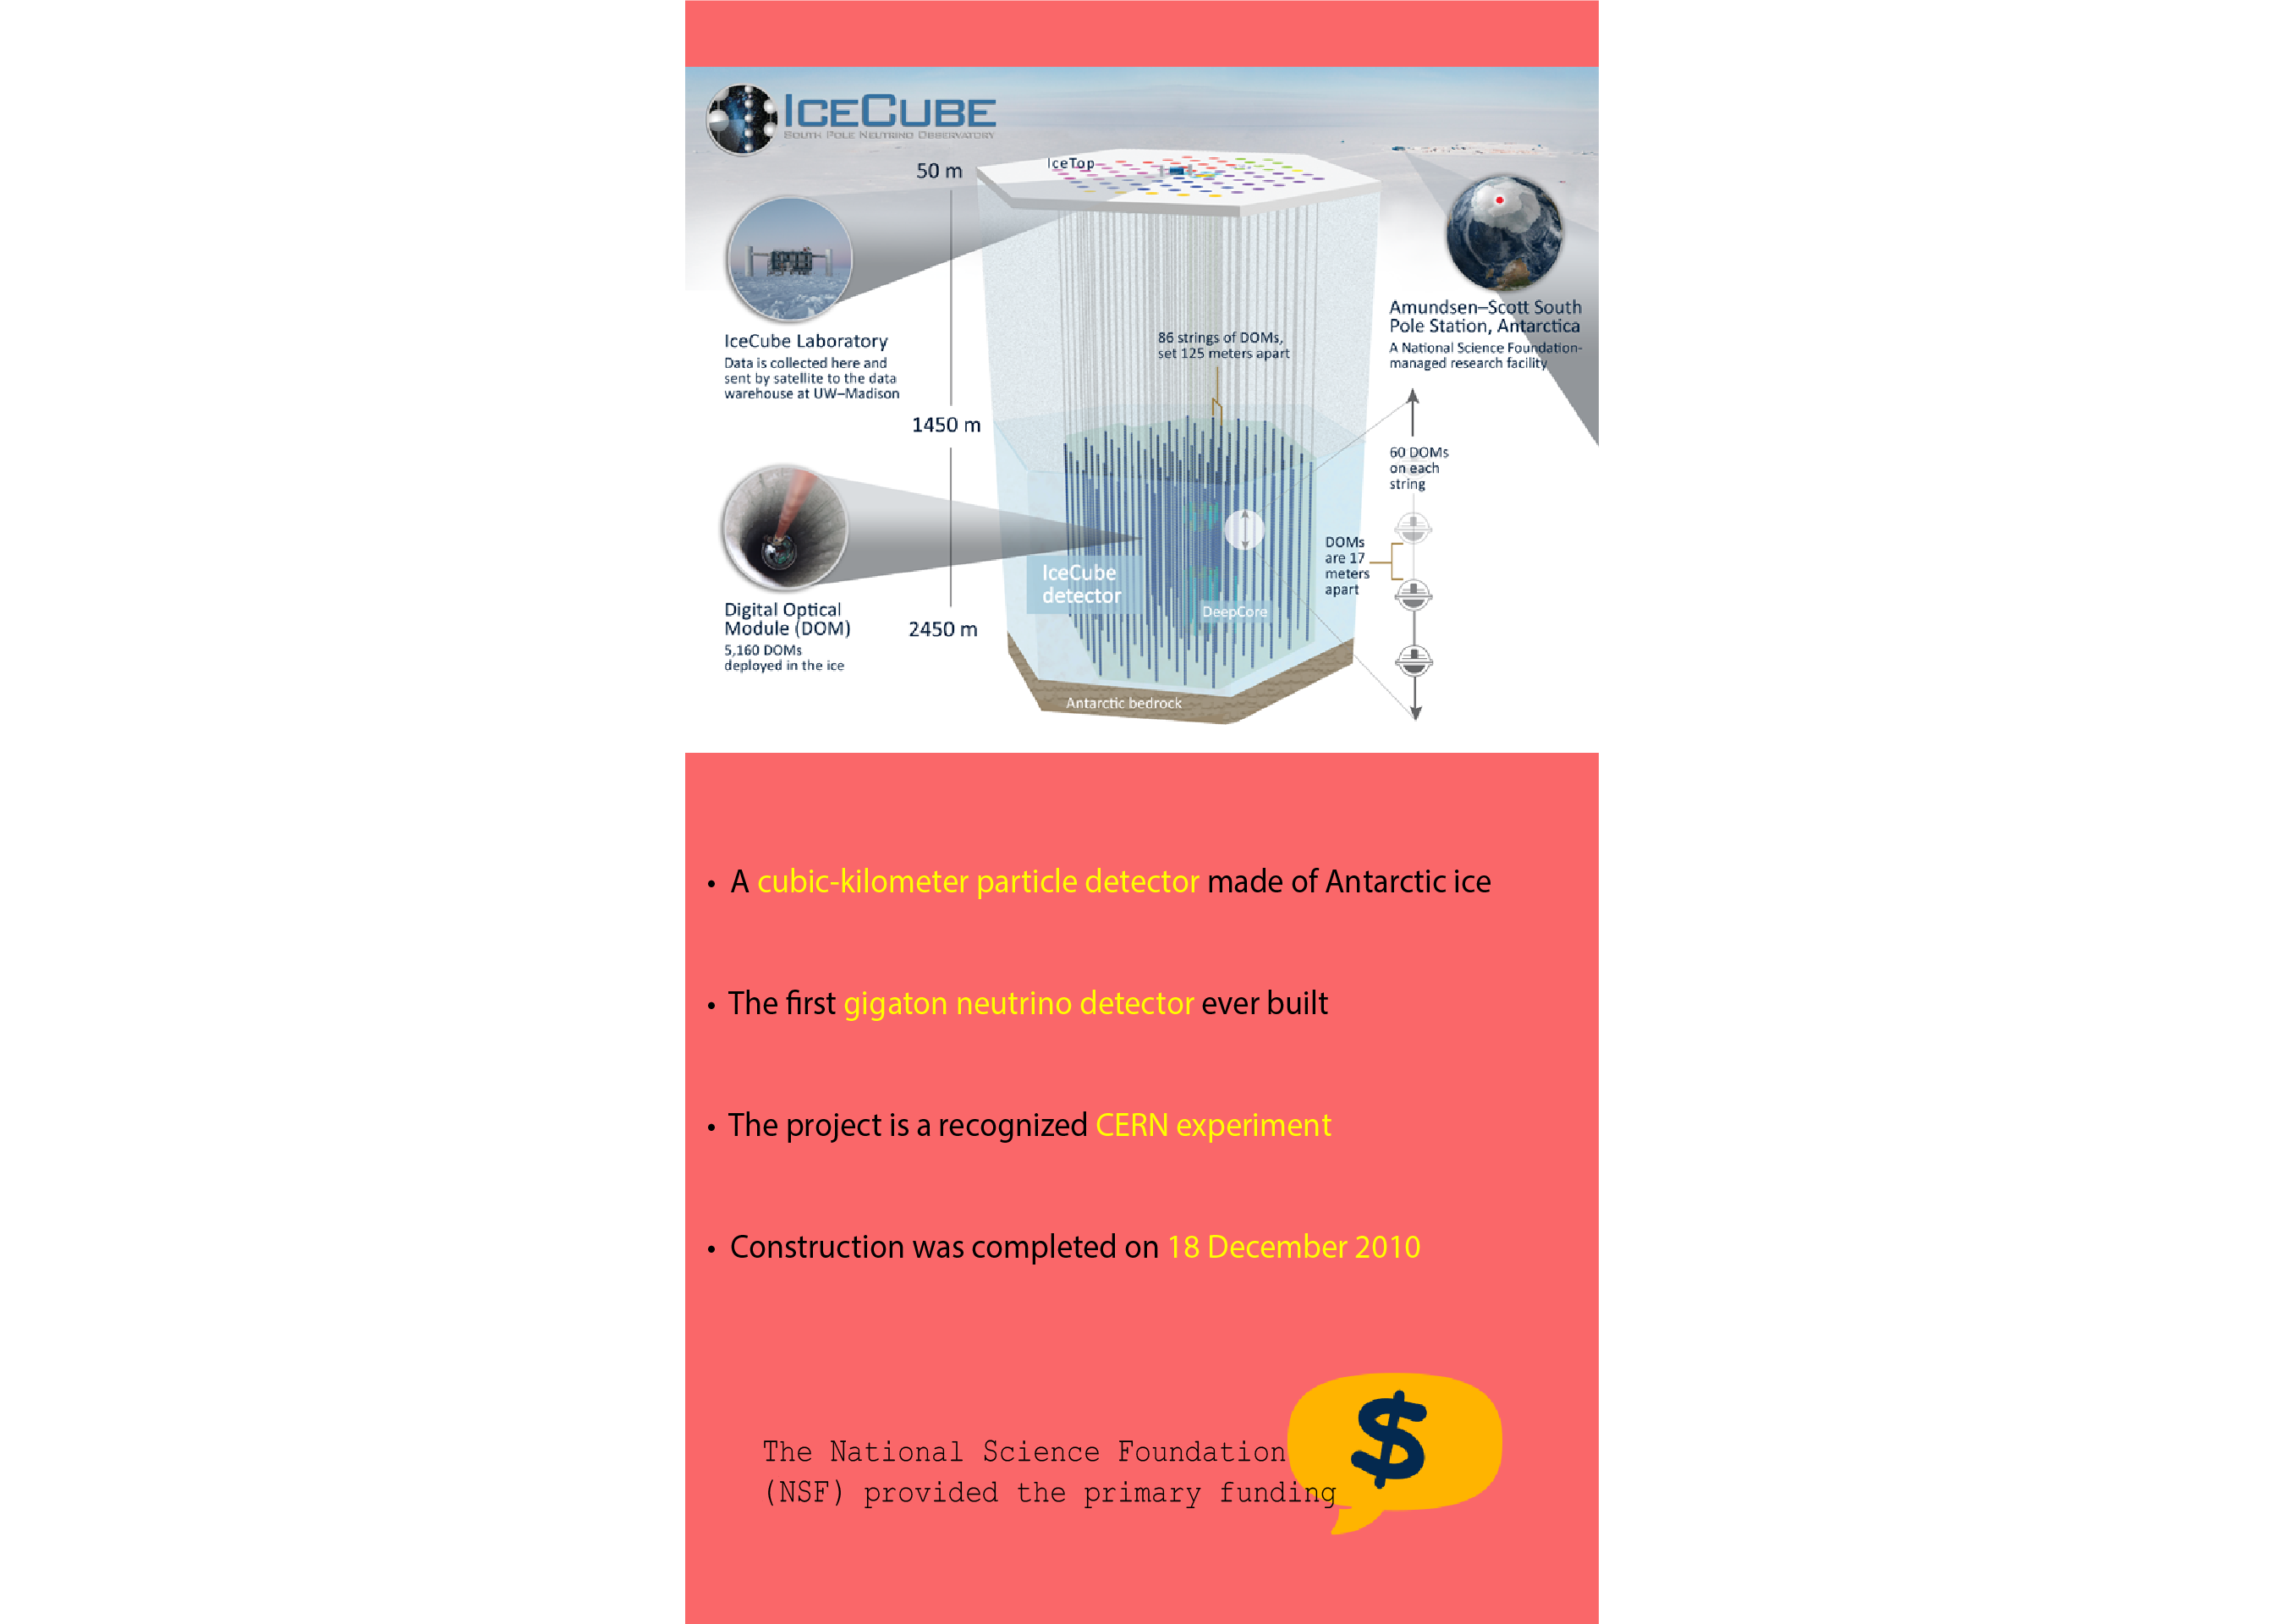 ICECUBE
SOUTH POLE NEUTRINO OBSERVATORY
50 m
IceTop
IceCube Laboratory
Data is collected here and
sent by satellite to the data
warehouse at UW–Madison
86 strings of DOMs,
set 125 meters apart
Amundsen–Scott South
Pole Station, Antarctica
A National Science Foundation-
managed research facility
1450 m
60 DOMs
on each
string
DOMs
are 17
meters
apart
IceCube
detector
DeepCore
Digital Optical
Module (DOM)
5,160 DOMs
deployed in the ice
2450 m
Antarctic bedrock
• A cubic-kilometer particle detector made of Antarctic ice
• The first gigaton neutrino detector ever built
• The project is a recognized CERN experiment
• Construction was completed on 18 December 2010
$
The National Science Foundation
(NSF) provided the primary funding